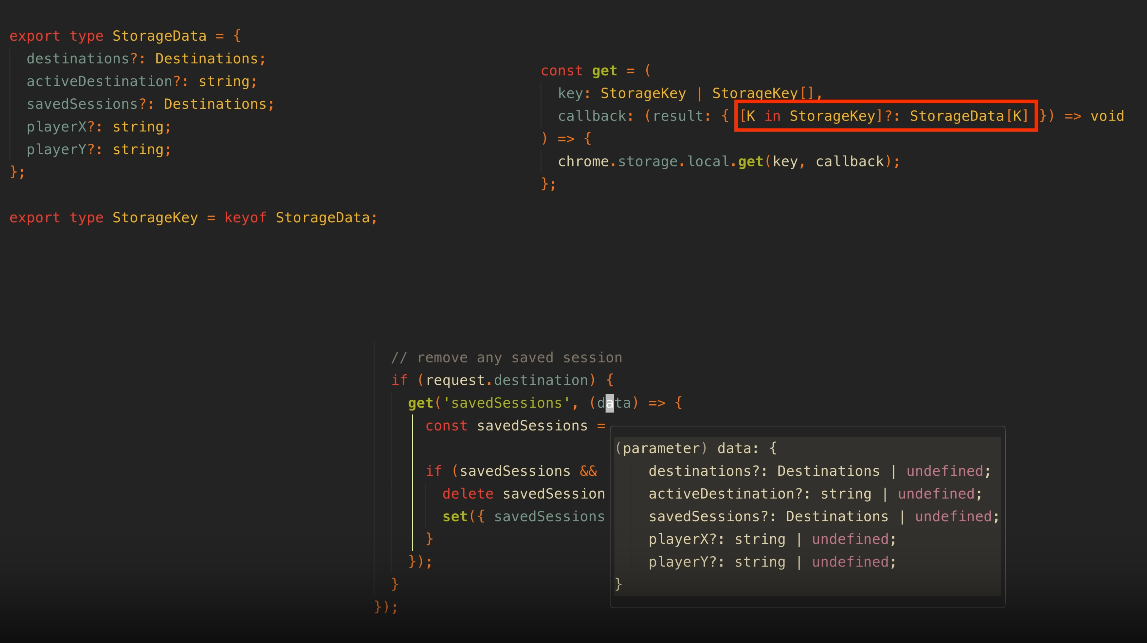 export type StorageData = {
  destinations?: Destinations;
  activeDestination?: string;
  savedSessions?: Destinations;
  playerX?: string;
  playerY?: string;
};

export type StorageKey = keyof StorageData;

const get = (
  key: StorageKey | StorageKey[],
  callback: (result: { [K in StorageKey]?: StorageData[K] }) => void
) => {
  chrome.storage.local.get(key, callback);
};

  // remove any saved session
  if (request.destination) {
    get('savedSessions', (data) => {
      const savedSessions =

      if (savedSessions &&
        delete savedSession
        set({ savedSessions
      }
    });
  }
});

(parameter) data: {
    destinations?: Destinations | undefined;
    activeDestination?: string | undefined;
    savedSessions?: Destinations | undefined;
    playerX?: string | undefined;
    playerY?: string | undefined;
}